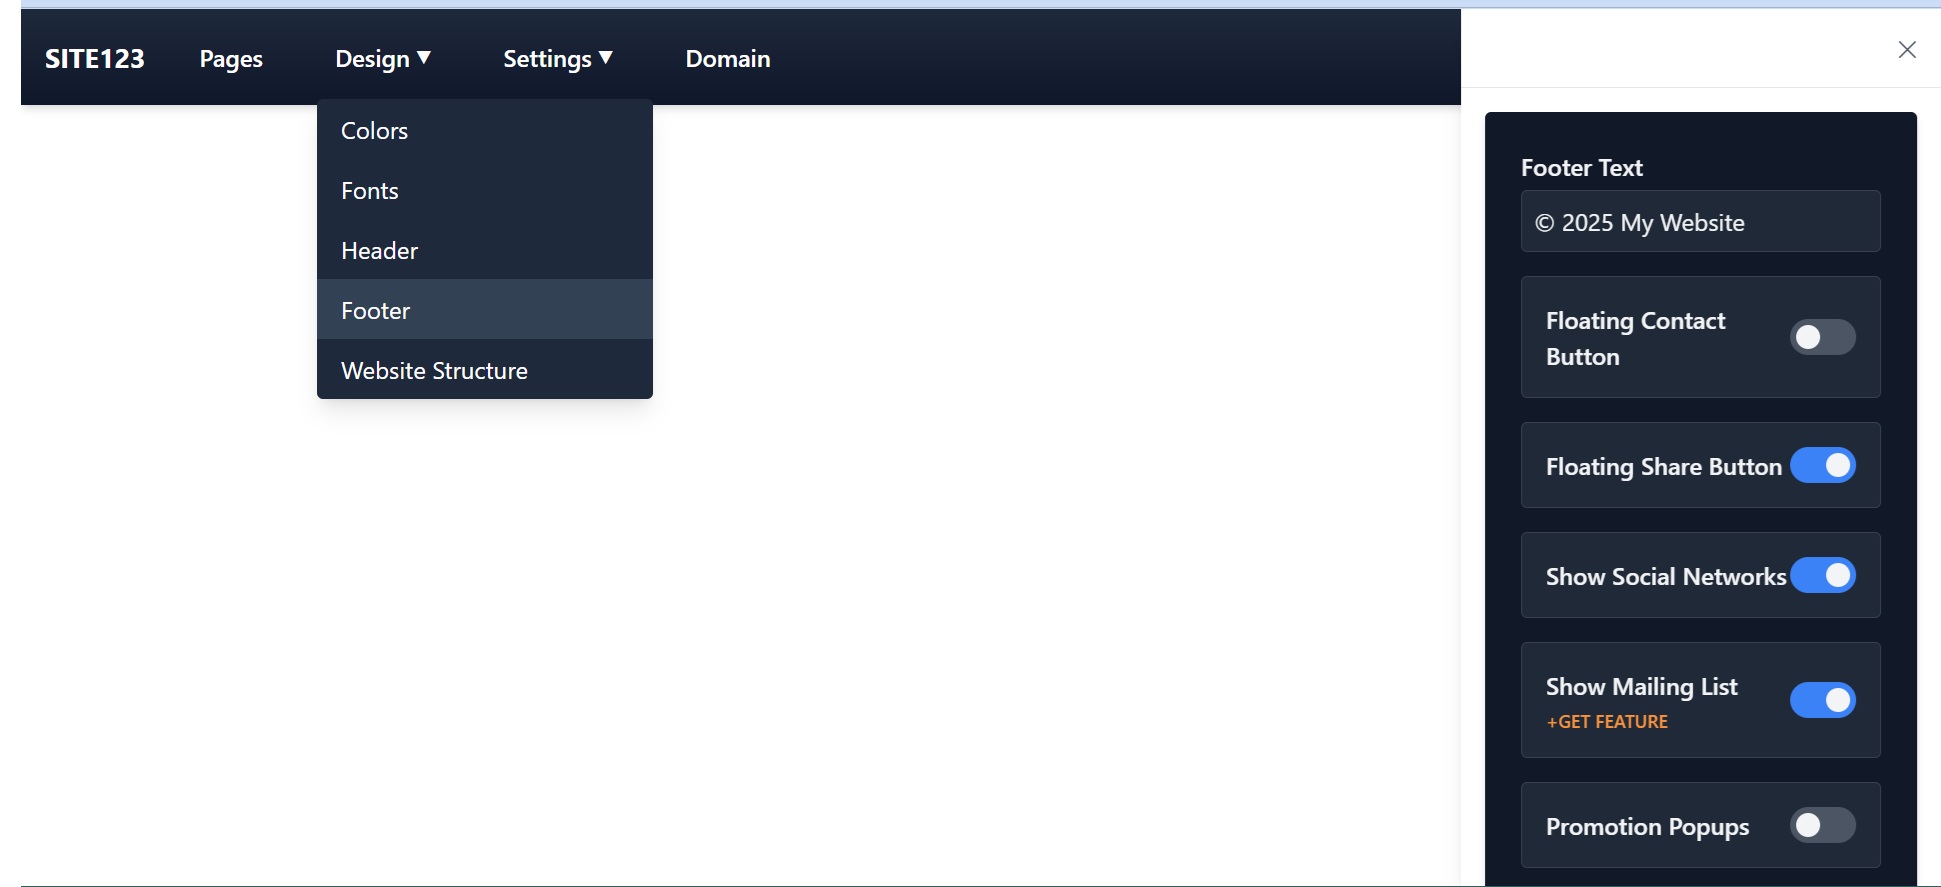 SITE123 Pages Design ▼ Settings ▼ Domain
Colors
Fonts
Header
Footer
Website Structure
Footer Text
© 2025 My Website
Floating Contact
Button
Floating Share Button
Show Social Networks
Show Mailing List
+GET FEATURE
Promotion Popups